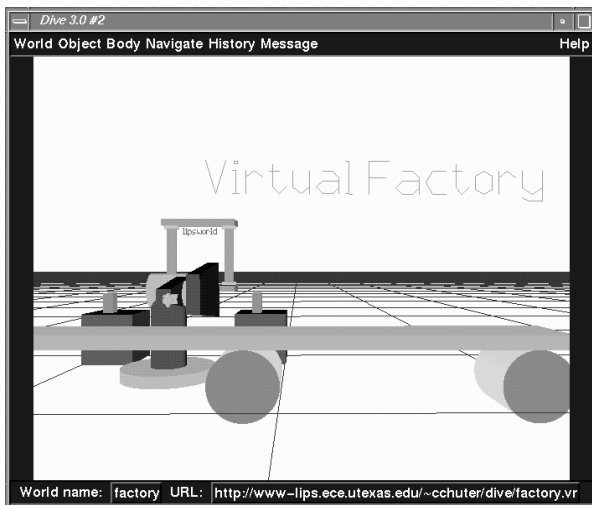 Dive 3.0 #2
World Object Body Navigate History Message Help
Virtual Factory
lipsworld
World name: factory URL: http://www-lips.ece.utexas.edu/~cchuter/dive/factory.vr